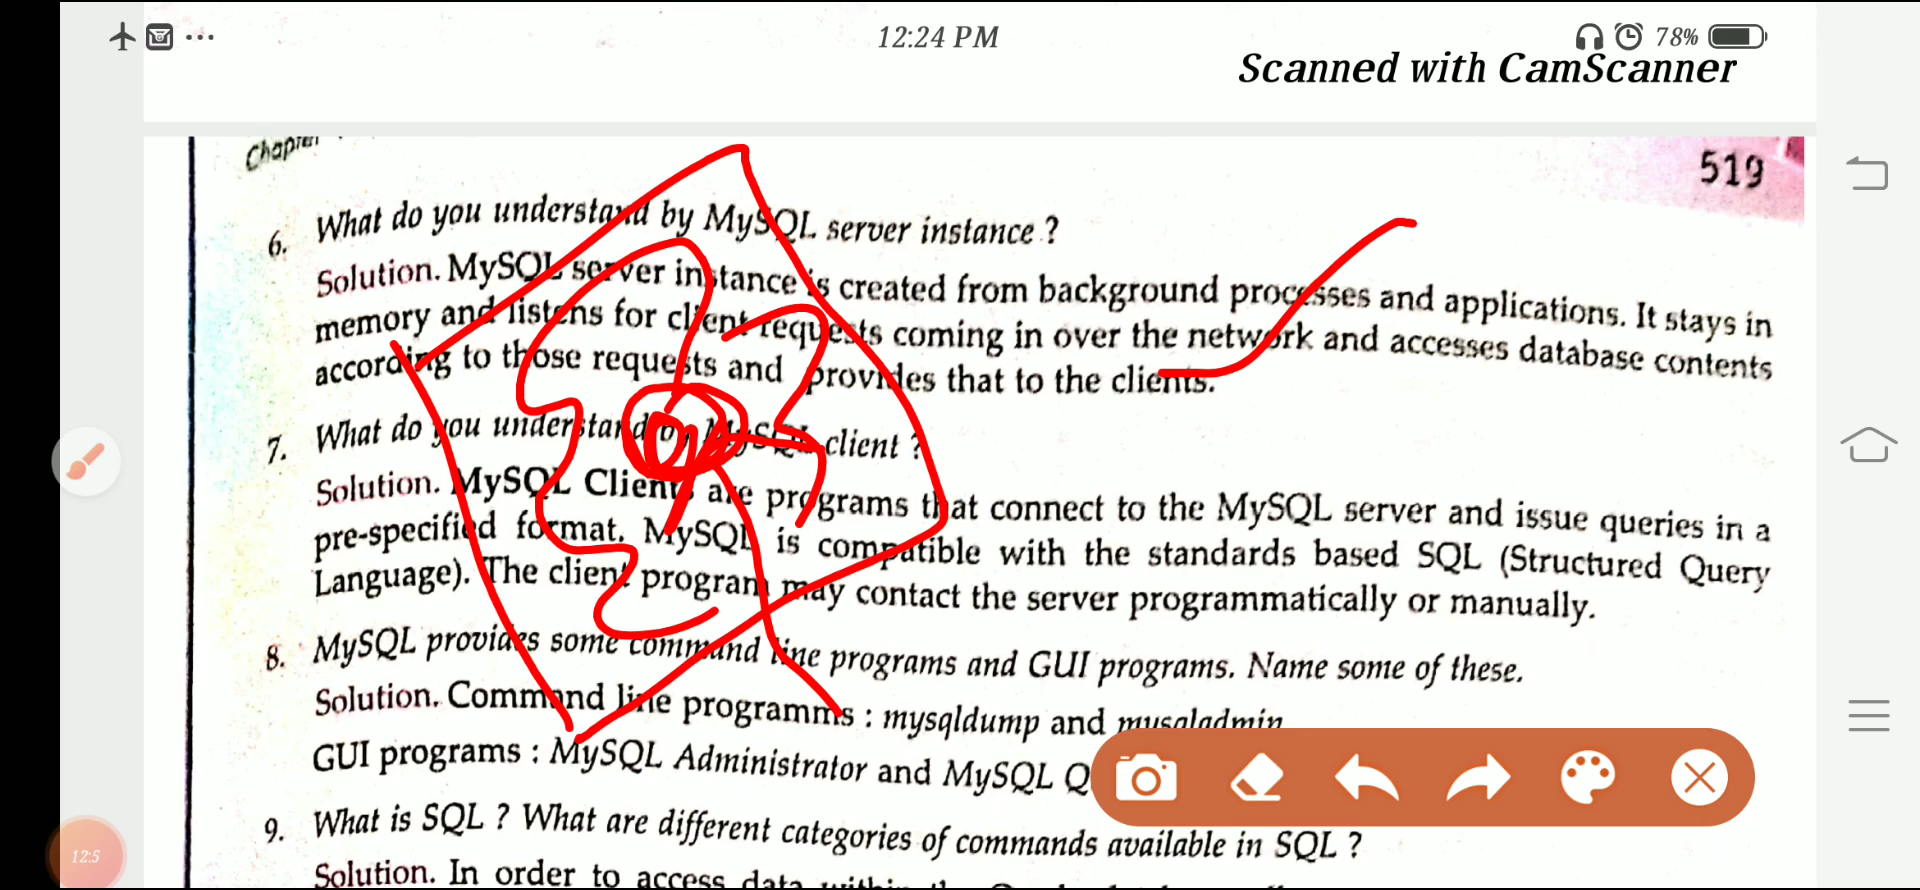 12:24 PM
78%
Scanned with CamScanner
519
6. What do you understand by MySQL server instance ?
Solution. MySQL server instance is created from background processes and applications. It stays in
memory and listens for client requests coming in over the network and accesses database contents
according to those requests and provides that to the clients.
7. What do you understand by MySQL client ?
Solution. MySQL Clients are programs that connect to the MySQL server and issue queries in a
pre-specified format. MySQL is compatible with the standards based SQL (Structured Query
Language). The client program may contact the server programmatically or manually.
8. MySQL provides some command line programs and GUI programs. Name some of these.
Solution. Command line programms : mysqldump and mysqladmin
GUI programs : MySQL Administrator and MySQL Q
9. What is SQL ? What are different categories of commands available in SQL ?
Solution. In order to access data
12:5